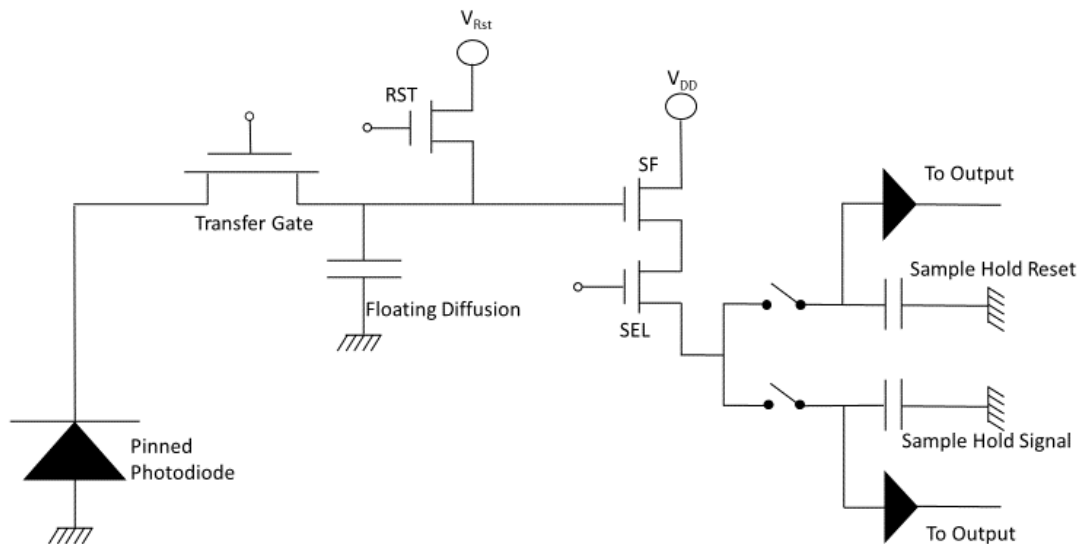 V_Rst
RST
V_DD
SF
To Output
Transfer Gate
Sample Hold Reset
Floating Diffusion
SEL
Pinned
Photodiode
Sample Hold Signal
To Output